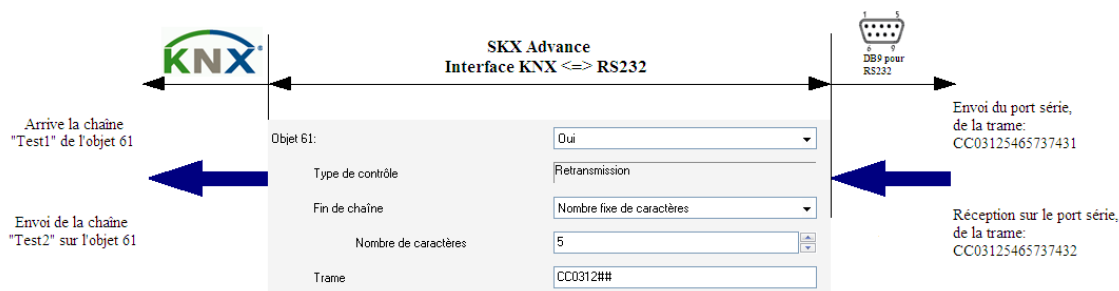 KNX
SKX Advance
Interface KNX <=> RS232
1 5
6 9
DB9 pour
RS232
Arrive la chaîne
"Test1" de l'objet 61
Envoi de la chaîne
"Test2" sur l'objet 61
Objet 61:
Oui
Type de contrôle
Retransmission
Fin de chaîne
Nombre fixe de caractères
Nombre de caractères
5
Trame
CC0312##
Envoi du port série,
de la trame:
CC03125465737431
Réception sur le port série,
de la trame:
CC03125465737432